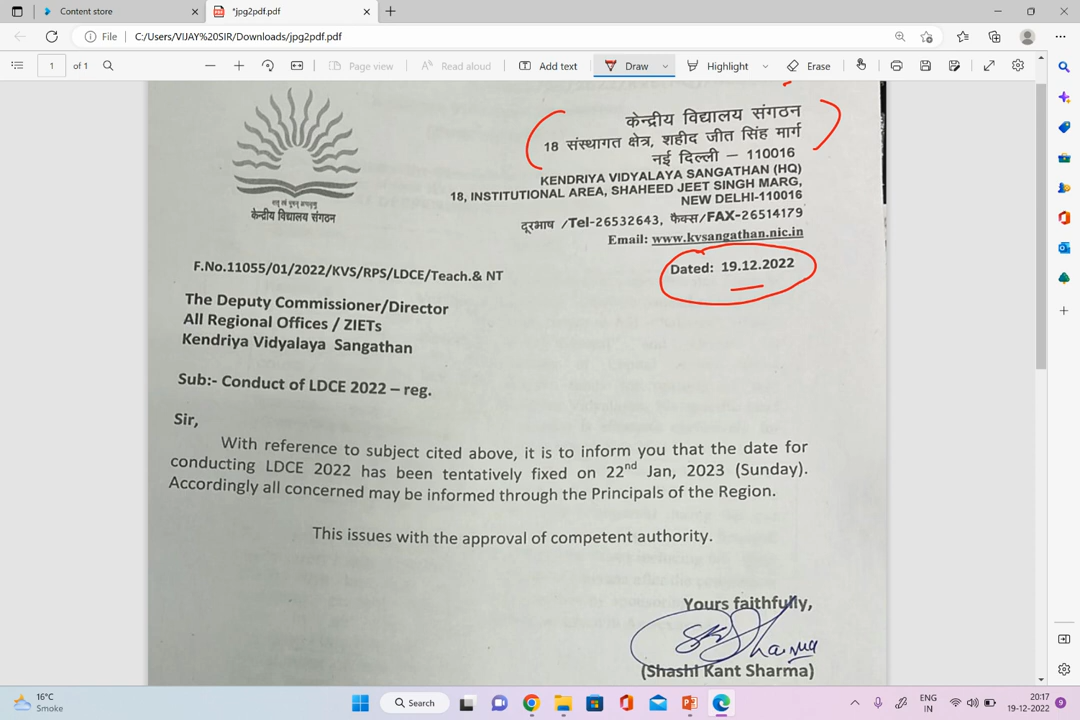 Content store
*jpg2pdf.pdf
File
C:/Users/VIJAY%20SIR/Downloads/jpg2pdf.pdf
1 of 1
Page view
Read aloud
Add text
Draw
Highlight
Erase
केन्द्रीय विद्यालय संगठन
18 संस्थागत क्षेत्र, शहीद जीत सिंह मार्ग
नई दिल्ली – 110016
KENDRIYA VIDYALAYA SANGATHAN (HQ)
18, INSTITUTIONAL AREA, SHAHEED JEET SINGH MARG,
NEW DELHI-110016
दूरभाष /Tel-26532643, फैक्स/FAX-26514179
Email: www.kvsangathan.nic.in
केन्द्रीय विद्यालय संगठन
Dated: 19.12.2022
F.No.11055/01/2022/KVS/RPS/LDCE/Teach.& NT
The Deputy Commissioner/Director
All Regional Offices / ZIETs
Kendriya Vidyalaya Sangathan
Sub:- Conduct of LDCE 2022 – reg.
Sir,
With reference to subject cited above, it is to inform you that the date for
conducting LDCE 2022 has been tentatively fixed on 22nd Jan, 2023 (Sunday).
Accordingly all concerned may be informed through the Principals of the Region.
This issues with the approval of competent authority.
Yours faithfully,
(Shashi Kant Sharma)
16°C
Smoke
Search
ENG
IN
20:17
19-12-2022
9